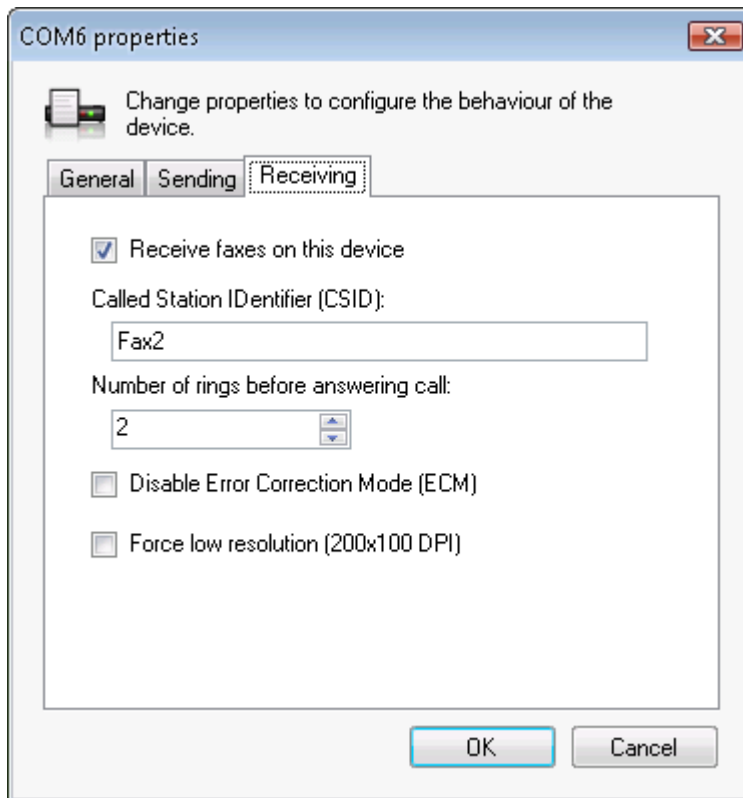 COM6 properties
Change properties to configure the behaviour of the
device.
General Sending Receiving
Receive faxes on this device
Called Station IDentifier (CSID):
Fax2
Number of rings before answering call:
2
Disable Error Correction Mode (ECM)
Force low resolution (200x100 DPI)
OK Cancel